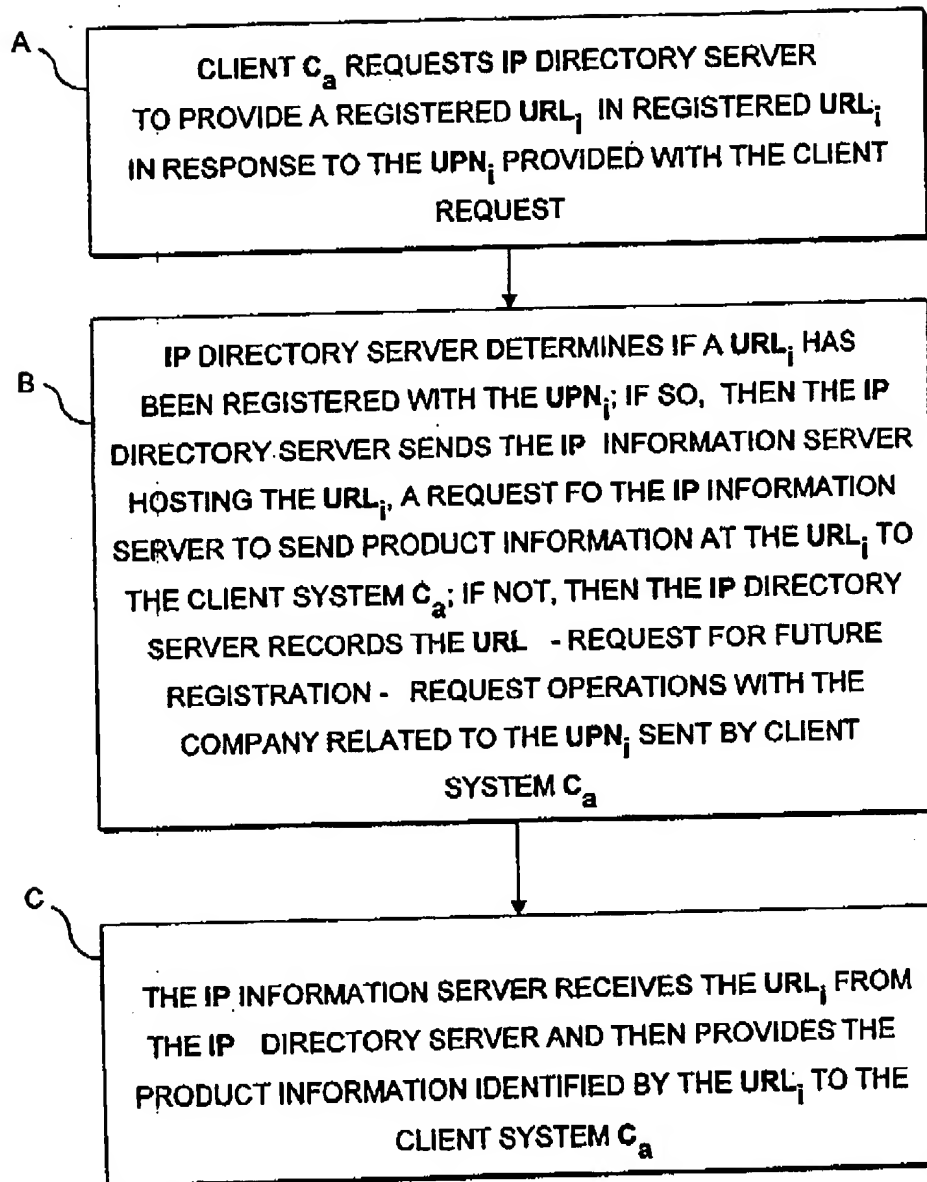 A
CLIENT Ca REQUESTS IP DIRECTORY SERVER
TO PROVIDE A REGISTERED URLi IN REGISTERED URLi
IN RESPONSE TO THE UPNi PROVIDED WITH THE CLIENT
REQUEST
B
IP DIRECTORY SERVER DETERMINES IF A URLi HAS
BEEN REGISTERED WITH THE UPNi; IF SO, THEN THE IP
DIRECTORY SERVER SENDS THE IP INFORMATION SERVER
HOSTING THE URLi, A REQUEST FO THE IP INFORMATION
SERVER TO SEND PRODUCT INFORMATION AT THE URLi TO
THE CLIENT SYSTEM Ca; IF NOT, THEN THE IP DIRECTORY
SERVER RECORDS THE URL - REQUEST FOR FUTURE
REGISTRATION - REQUEST OPERATIONS WITH THE
COMPANY RELATED TO THE UPNi SENT BY CLIENT
SYSTEM Ca
C
THE IP INFORMATION SERVER RECEIVES THE URLi FROM
THE IP DIRECTORY SERVER AND THEN PROVIDES THE
PRODUCT INFORMATION IDENTIFIED BY THE URLi TO THE
CLIENT SYSTEM Ca